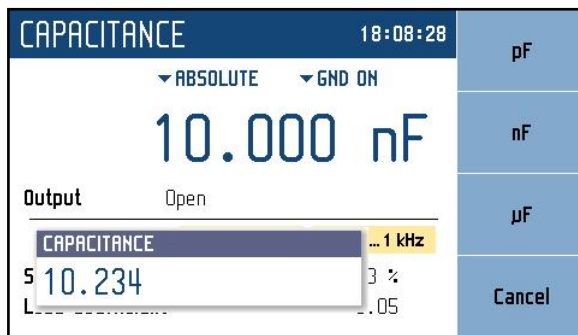 CAPACITANCE 18:08:28
ABSOLUTE GND ON
10.000 nF
Output Open
... 1 kHz
CAPACITANCE
10.234
3 %
.05
pF
nF
µF
Cancel